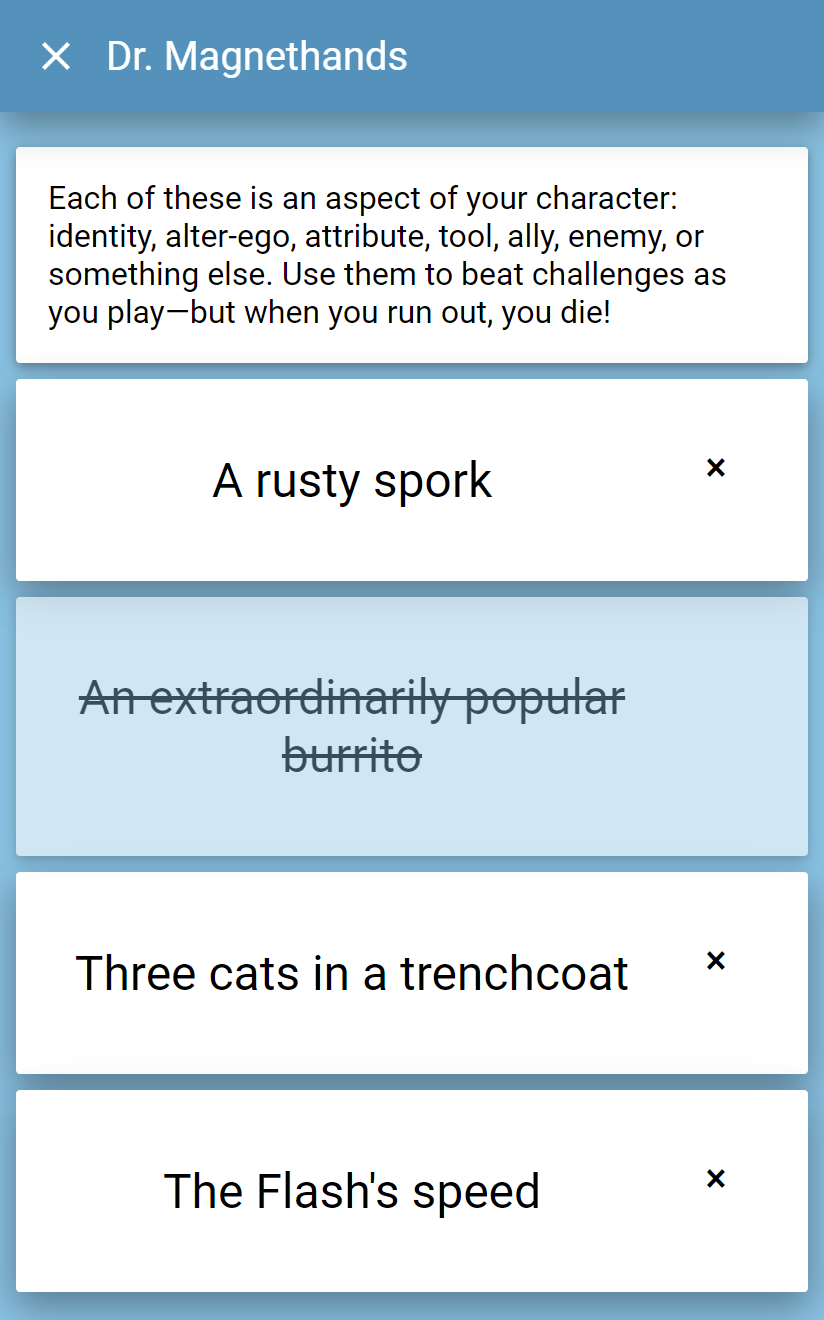 Dr. Magnethands
Each of these is an aspect of your character:
identity, alter-ego, attribute, tool, ally, enemy, or
something else. Use them to beat challenges as
you play—but when you run out, you die!
A rusty spork
An extraordinarily popular
burrito
Three cats in a trenchcoat
The Flash's speed